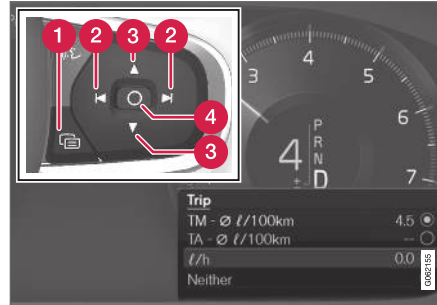 1
2
3
2
4
3
3
4
5
6
7
4
±
P
R
N
D
Trip
TM - Ø ℓ/100km 4.5
TA - Ø ℓ/100km --
ℓ/h 0.0
Neither
G062155